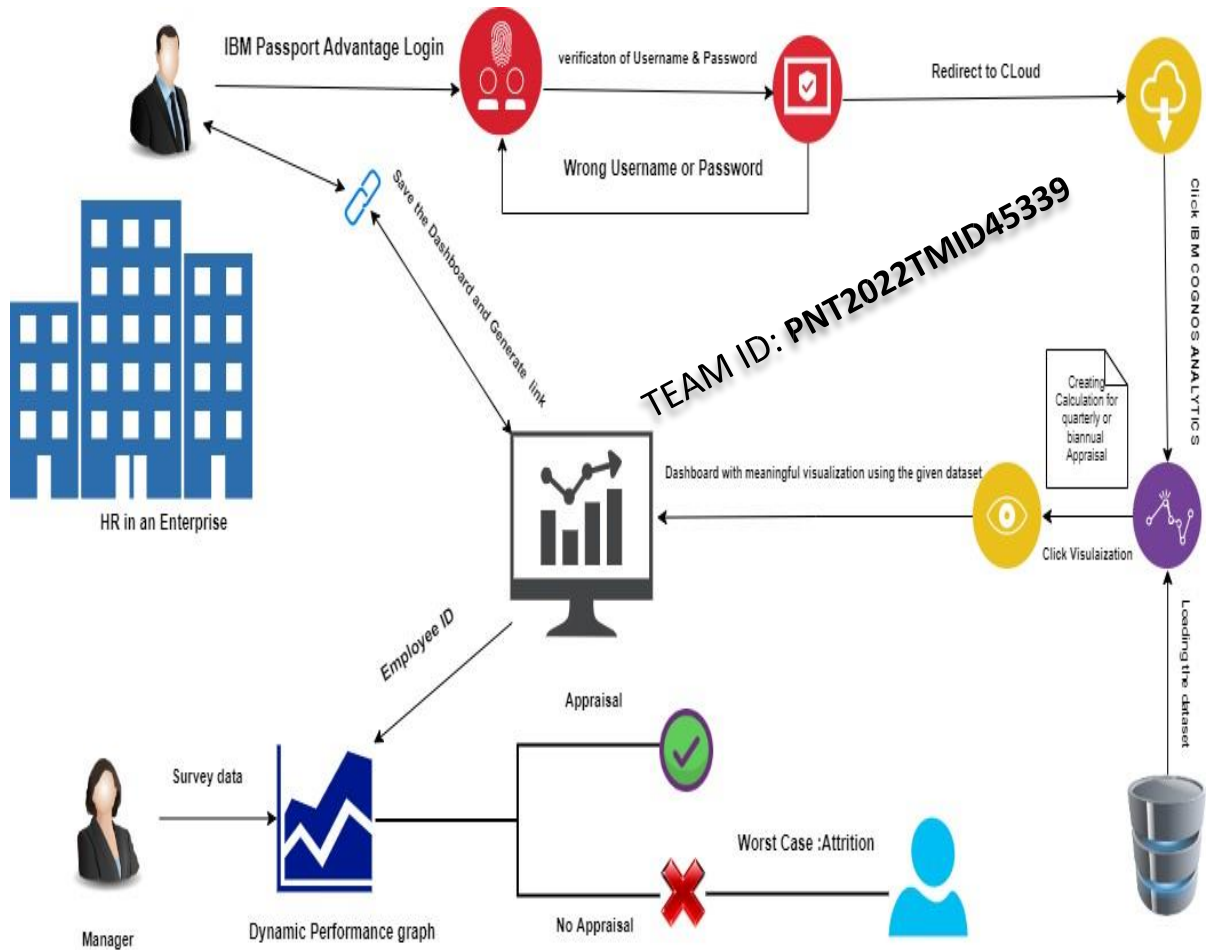 IBM Passport Advantage Login
verificaton of Username & Password
Redirect to CLoud
Wrong Username or Password
Save the Dashboard and Generate link
TEAM ID: PNT2022TMID45339
Click IBM COGNOS ANALYTICS
Creating
Calculation for
quarterly or
biannual
Appraisal
Dashboard with meaningful visualization using the given dataset
Click Visulaization
HR in an Enterprise
Loading the dataset
Employee ID
Appraisal
Survey data
Worst Case :Attrition
No Appraisal
Dynamic Performance graph
Manager